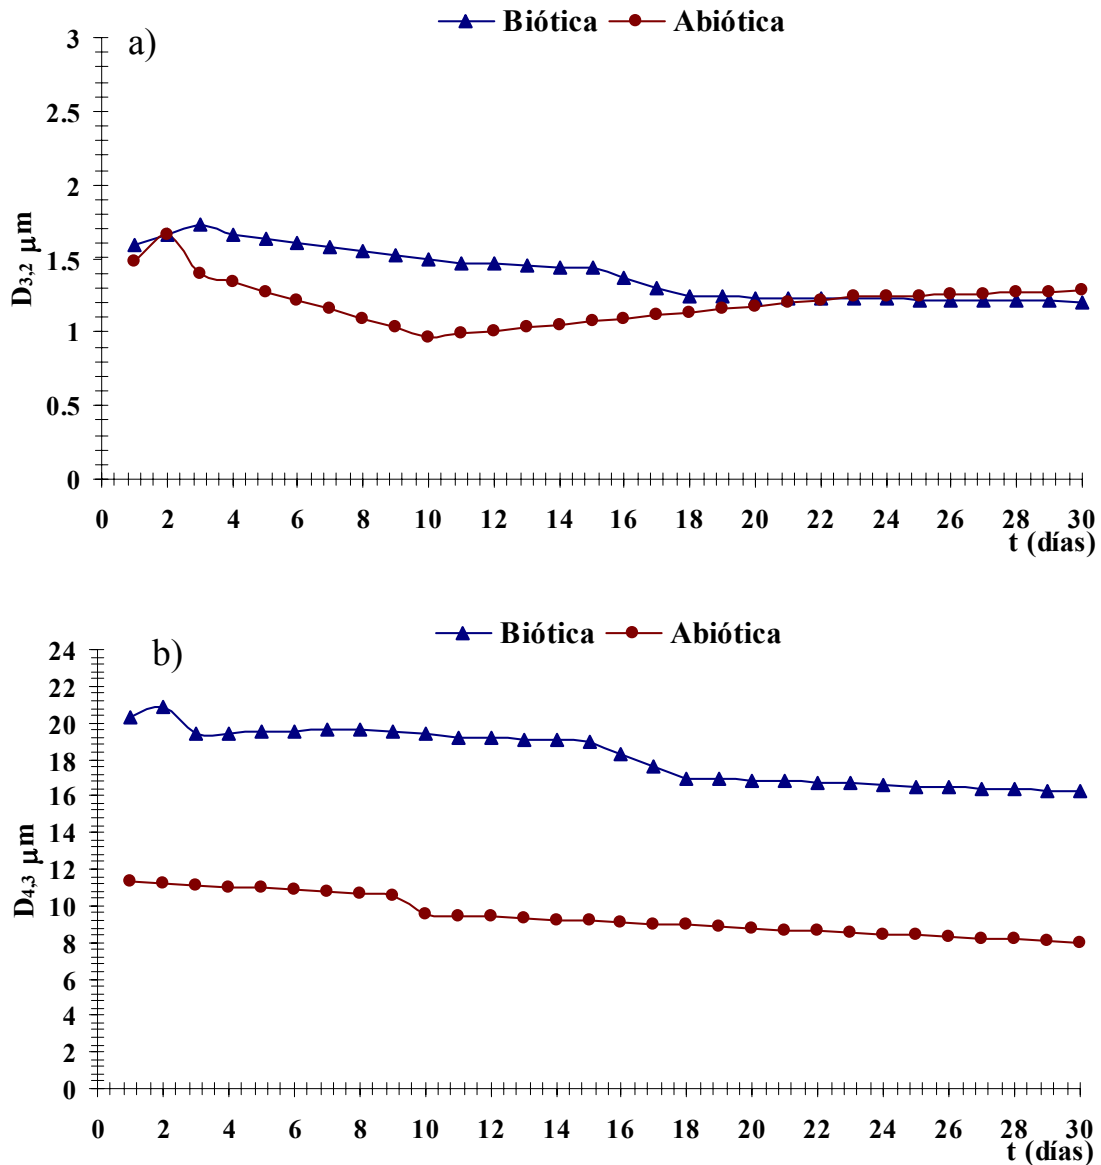 Biótica Abiótica
a)
3
2.5
2
1.5
1
0.5
0
D3,2 μm
0 2 4 6 8 10 12 14 16 18 20 22 24 26 28 30
t (días)
Biótica Abiótica
b)
24
22
20
18
16
14
12
10
8
6
4
2
0
D4,3 μm
0 2 4 6 8 10 12 14 16 18 20 22 24 26 28 30
t (días)